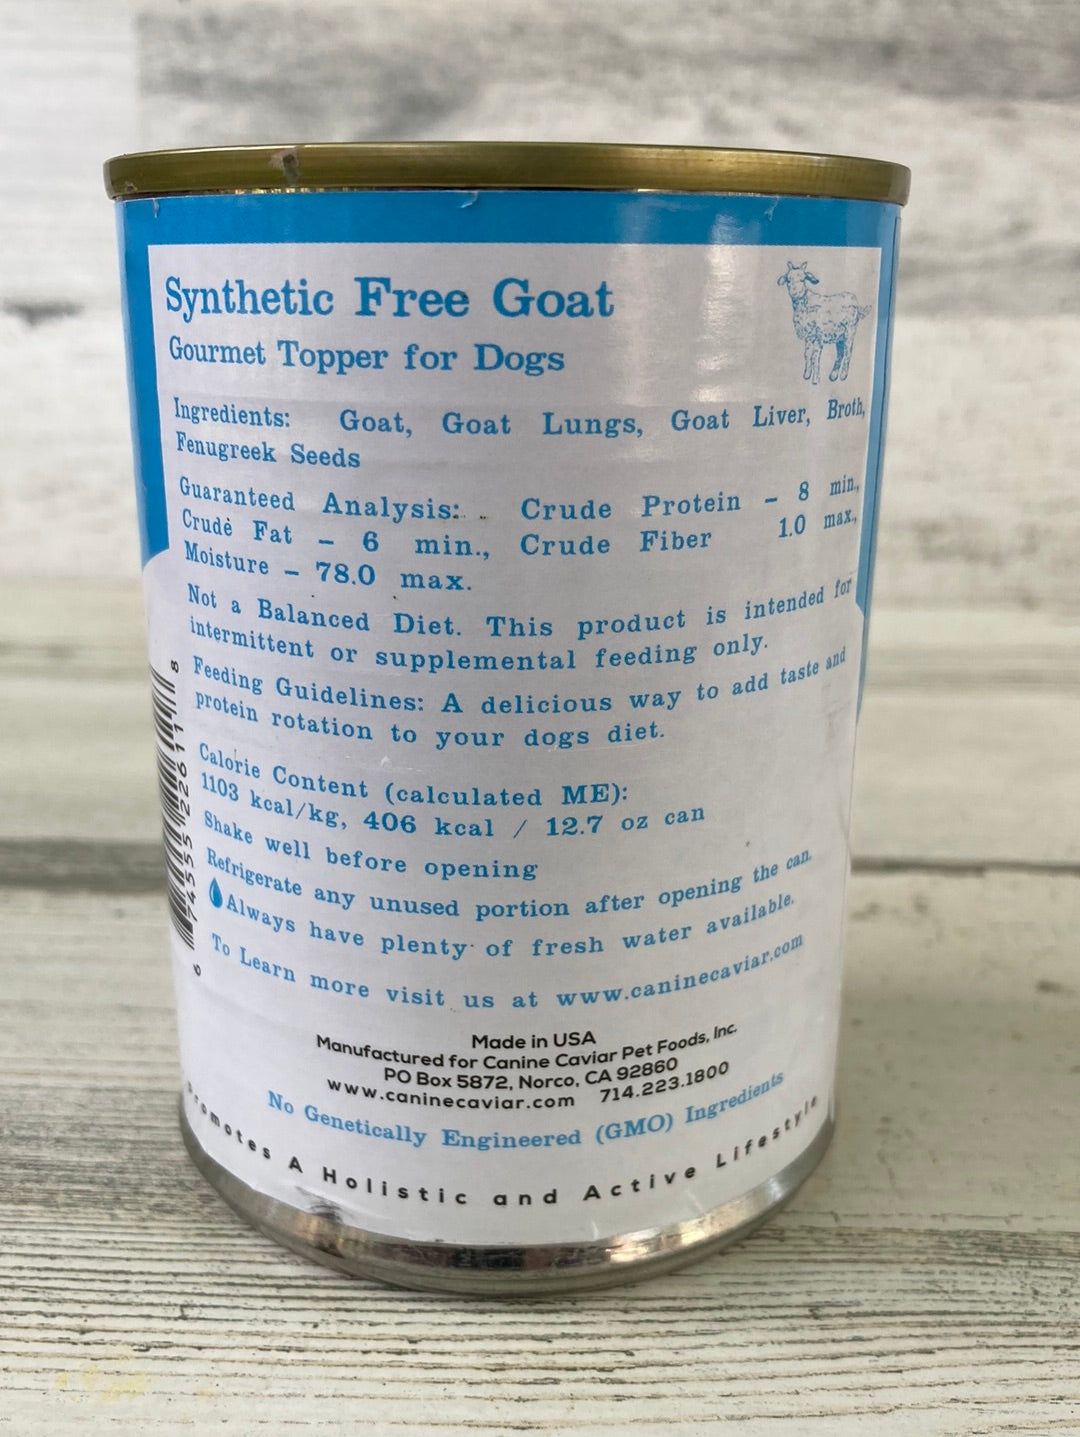 Synthetic Free Goat
Gourmet Topper for Dogs
Ingredients: Goat, Goat Lungs, Goat Liver, Broth,
Fenugreek Seeds
Guaranteed Analysis: Crude Protein – 8 min.,
Crude Fat – 6 min., Crude Fiber 1.0 max.,
Moisture – 78.0 max.
Not a Balanced Diet. This product is intended for
intermittent or supplemental feeding only.
Feeding Guidelines: A delicious way to add taste and
protein rotation to your dogs diet.
Calorie Content (calculated ME):
1103 kcal/kg, 406 kcal / 12.7 oz can
Shake well before opening
Refrigerate any unused portion after opening the can.
Always have plenty of fresh water available.
To Learn more visit us at www.caninecaviar.com
Made in USA
Manufactured for Canine Caviar Pet Foods, Inc.
PO Box 5872, Norco, CA 92860
www.caninecaviar.com 714.223.1800
No Genetically Engineered (GMO) Ingredients
Promotes A Holistic and Active Lifestyle